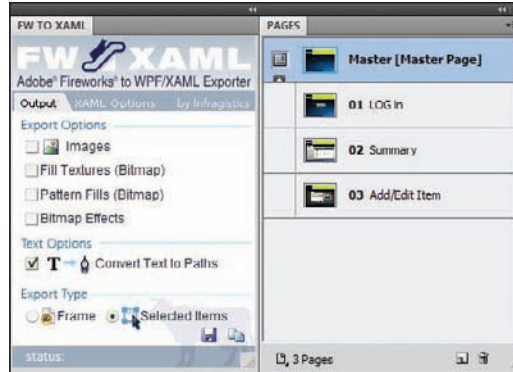 FW TO XAML
FW XAML
Adobe® Fireworks® to WPF/XAML Exporter
Output XAML Options by Infragistics
Export Options
Images
Fill Textures (Bitmap)
Pattern Fills (Bitmap)
Bitmap Effects
Text Options
T Convert Text to Paths
Export Type
Frame Selected Items
status:
PAGES
Master [Master Page]
01 LOG In
02 Summary
03 Add/Edit Item
3 Pages